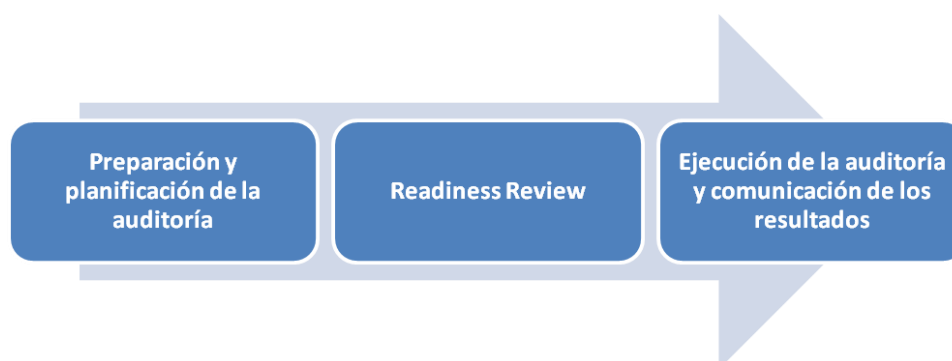 Preparación y
planificación de la
auditoría
Readiness Review
Ejecución de la auditoría
y comunicación de los
resultados